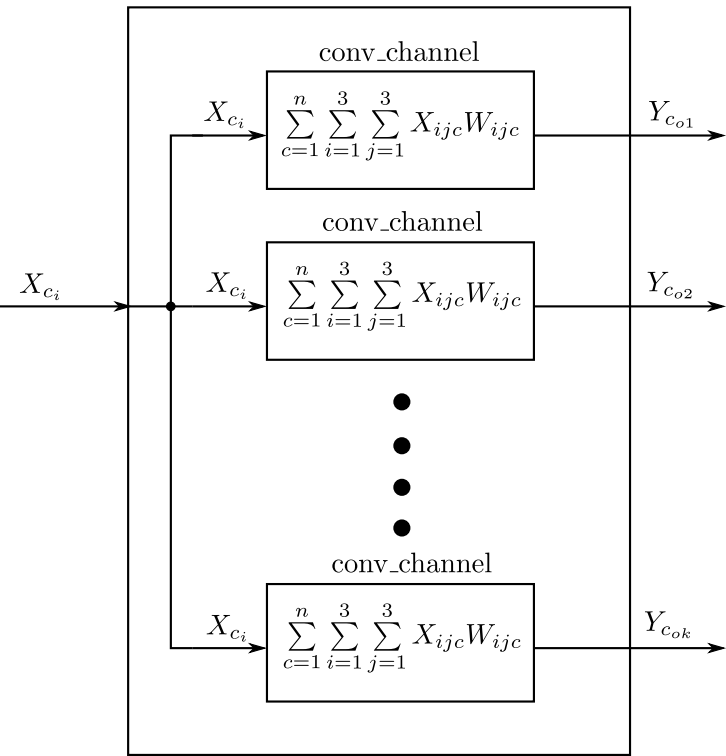 conv_channel
X_{c_i} \sum_{c=1}^{n} \sum_{i=1}^{3} \sum_{j=1}^{3} X_{ijc}W_{ijc} Y_{c_{o1}}
conv_channel
X_{c_i} X_{c_i} \sum_{c=1}^{n} \sum_{i=1}^{3} \sum_{j=1}^{3} X_{ijc}W_{ijc} Y_{c_{o2}}
conv_channel
X_{c_i} \sum_{c=1}^{n} \sum_{i=1}^{3} \sum_{j=1}^{3} X_{ijc}W_{ijc} Y_{c_{ok}}